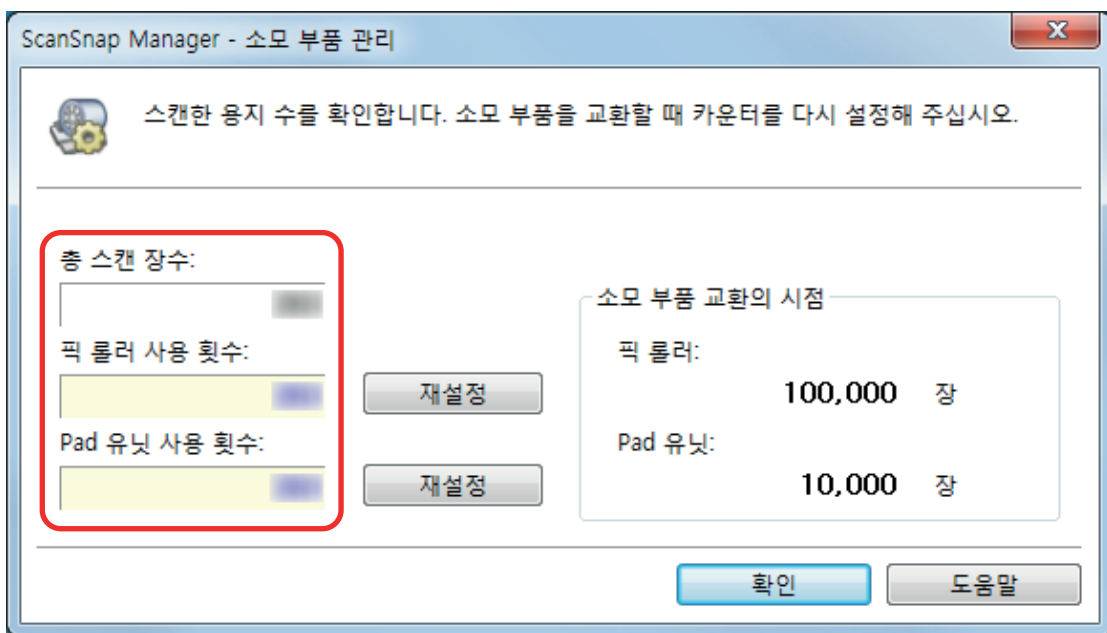 ScanSnap Manager - 소모 부품 관리
스캔한 용지 수를 확인합니다. 소모 부품을 교환할 때 카운터를 다시 설정해 주십시오.
총 스캔 장수:
픽 롤러 사용 횟수:
재설정
Pad 유닛 사용 횟수:
재설정
소모 부품 교환의 시점
픽 롤러:
100,000 장
Pad 유닛:
10,000 장
확인
도움말